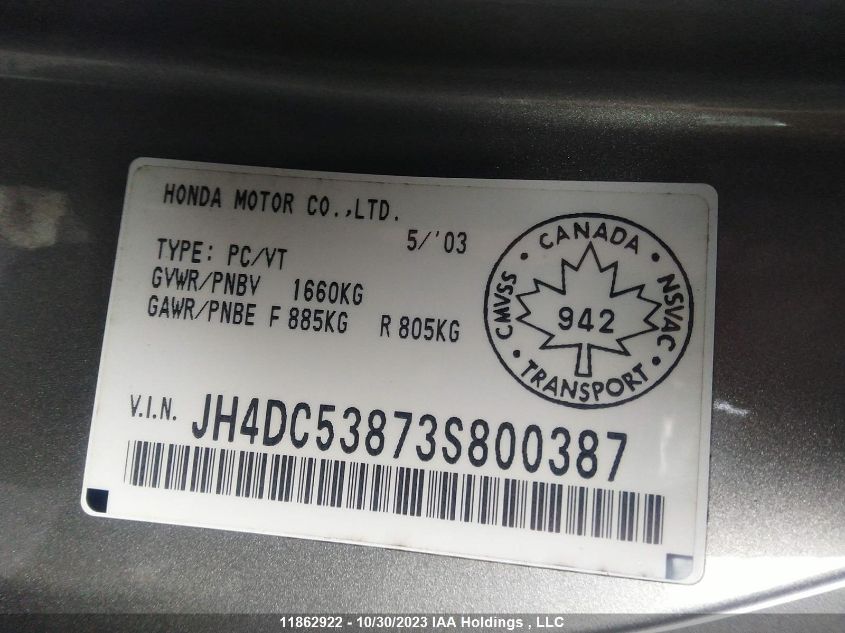 HONDA MOTOR CO.,LTD.
5/'03
TYPE: PC/VT
GVWR/PNBV 1660KG
GAWR/PNBE F 885KG R 805KG
• CANADA •
CMVSS
NSVAC
942
• TRANSPORT •
V.I.N. JH4DC53873S800387
11862922 - 10/30/2023 IAA Holdings , LLC